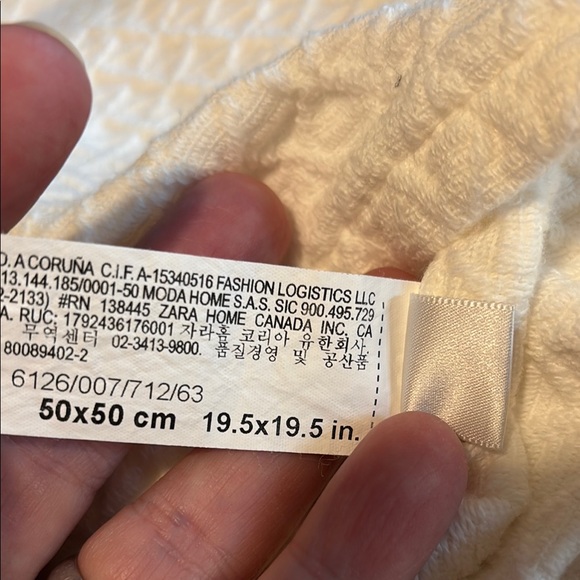 O. A CORUÑA C.I.F. A-15340516 FASHION LOGISTICS LLC
13.144.185/0001-50 MODA HOME S.A.S. SIC 900.495.729
2-2133) #RN 138445 ZARA HOME CANADA INC. CA
A. RUC: 1792436176001 자라홈 코리아 유한회사.
무역센터 02-3413-9800. 품질경영 및 공산품
80089402-2
6126/007/712/63
50x50 cm 19.5x19.5 in.